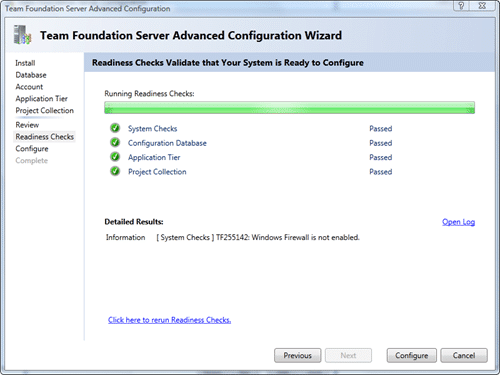 Team Foundation Server Advanced Configuration
Team Foundation Server Advanced Configuration Wizard
Install
Database
Account
Application Tier
Project Collection
Review
Readiness Checks
Configure
Complete
Readiness Checks Validate that Your System is Ready to Configure
Running Readiness Checks:
System Checks Passed
Configuration Database Passed
Application Tier Passed
Project Collection Passed
Detailed Results: Open Log
Information [ System Checks ] TF255142: Windows Firewall is not enabled.
Click here to rerun Readiness Checks.
Previous Next Configure Cancel